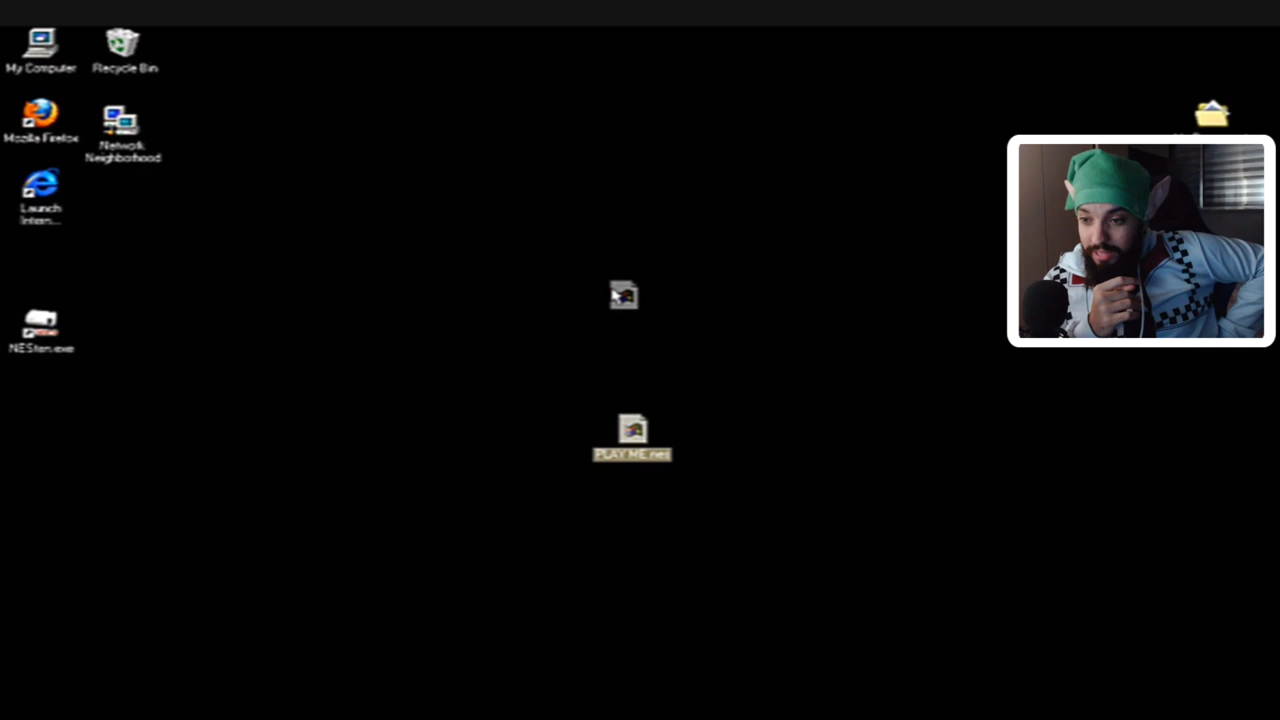 My Computer
Recycle Bin
Mozilla Firefox
Network
Neighborhood
Launch
Intern...
NESten.exe
PLAY ME.nes